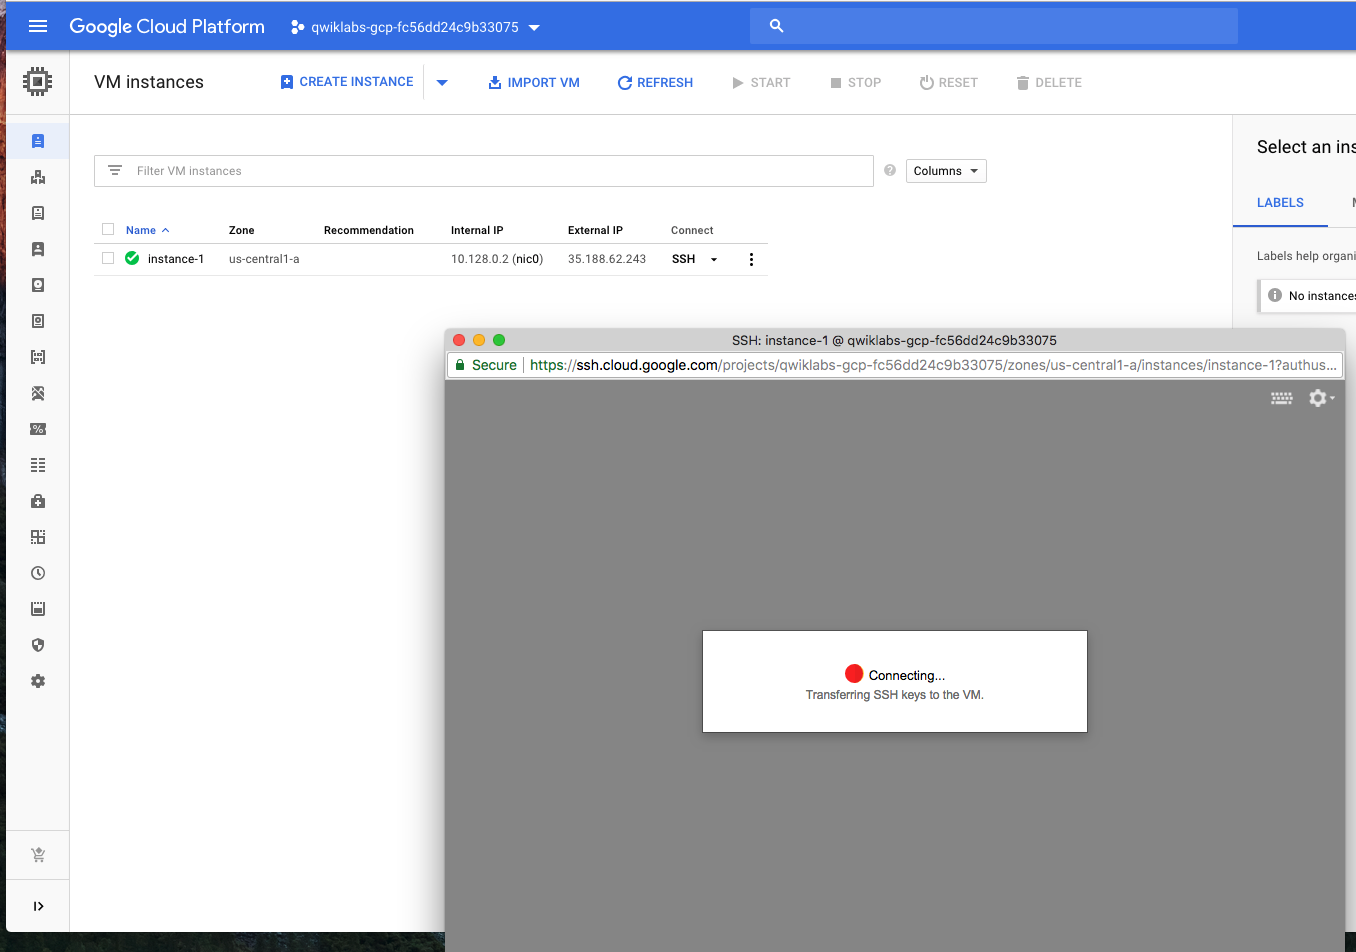 Google Cloud Platform
qwiklabs-gcp-fc56dd24c9b33075
VM instances
CREATE INSTANCE
IMPORT VM
REFRESH
START
STOP
RESET
DELETE
Filter VM instances
Columns
Name Zone Recommendation Internal IP External IP Connect
instance-1 us-central1-a 10.128.0.2 (nic0) 35.188.62.243 SSH
Select an ins
LABELS
Labels help organi
No instances
SSH: instance-1 @ qwiklabs-gcp-fc56dd24c9b33075
Secure https://ssh.cloud.google.com/projects/qwiklabs-gcp-fc56dd24c9b33075/zones/us-central1-a/instances/instance-1?authus...
Connecting...
Transferring SSH keys to the VM.